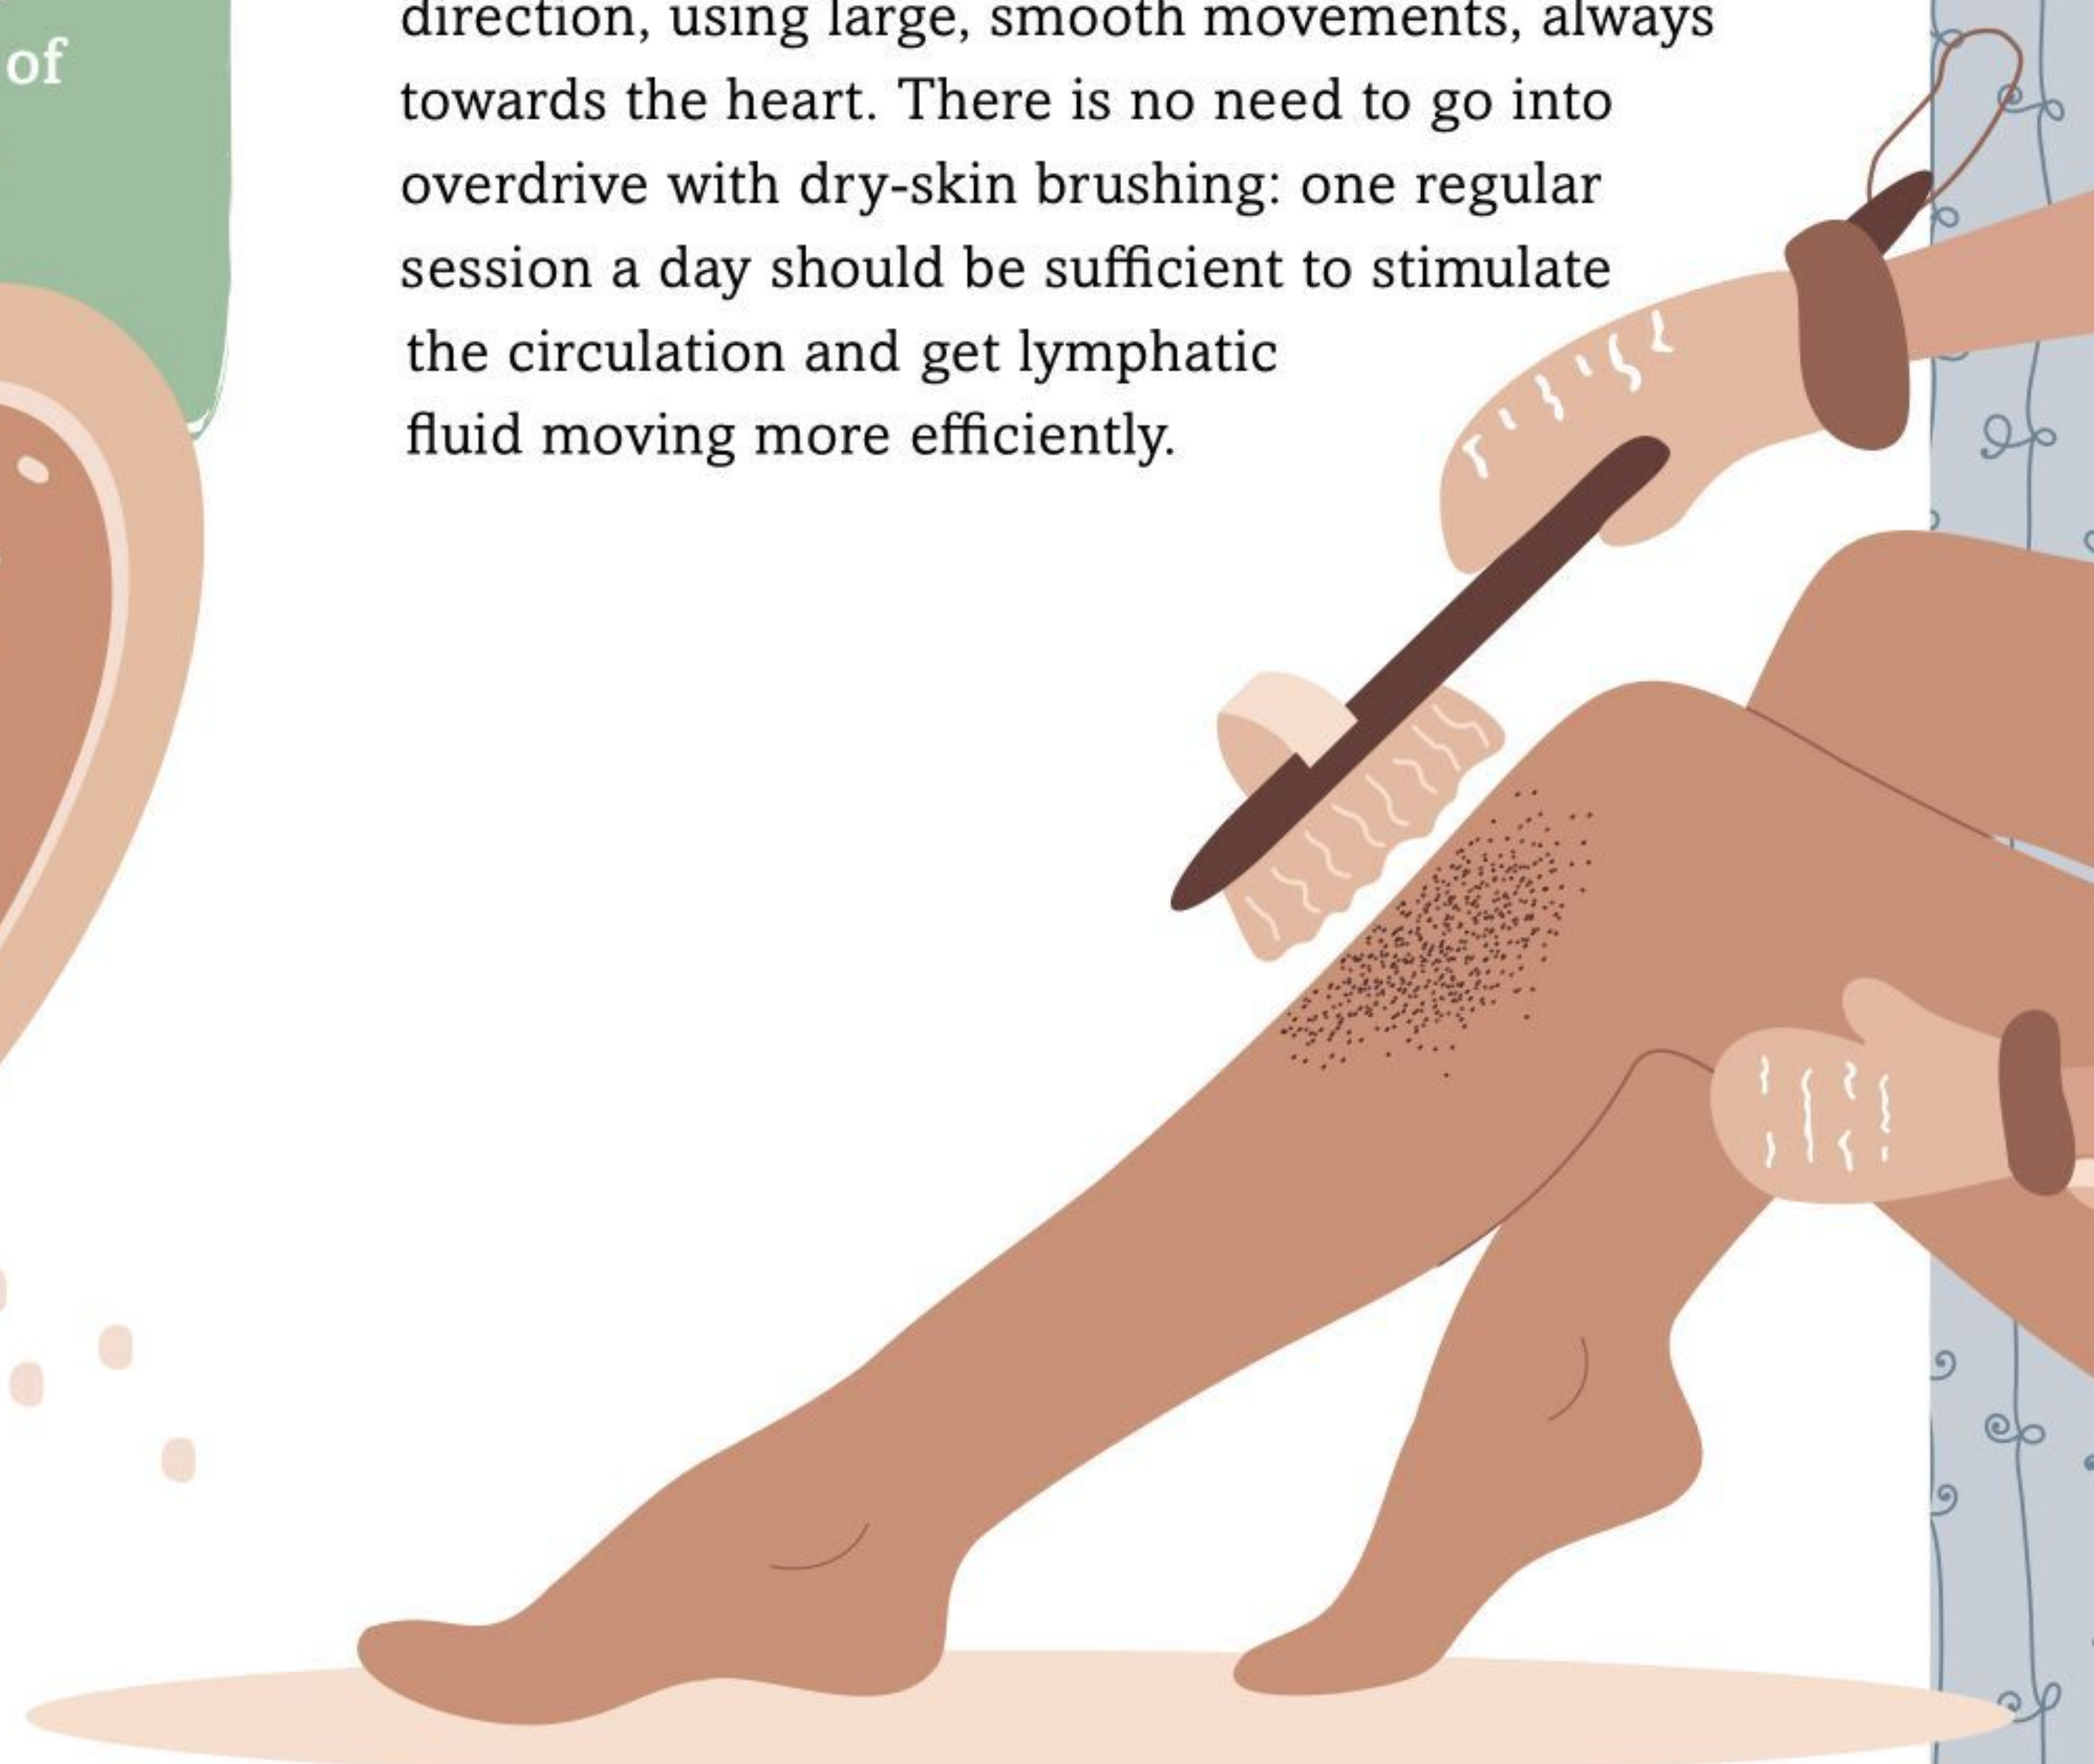 of
direction, using large, smooth movements, always
towards the heart. There is no need to go into
overdrive with dry-skin brushing: one regular
session a day should be sufficient to stimulate
the circulation and get lymphatic
fluid moving more efficiently.